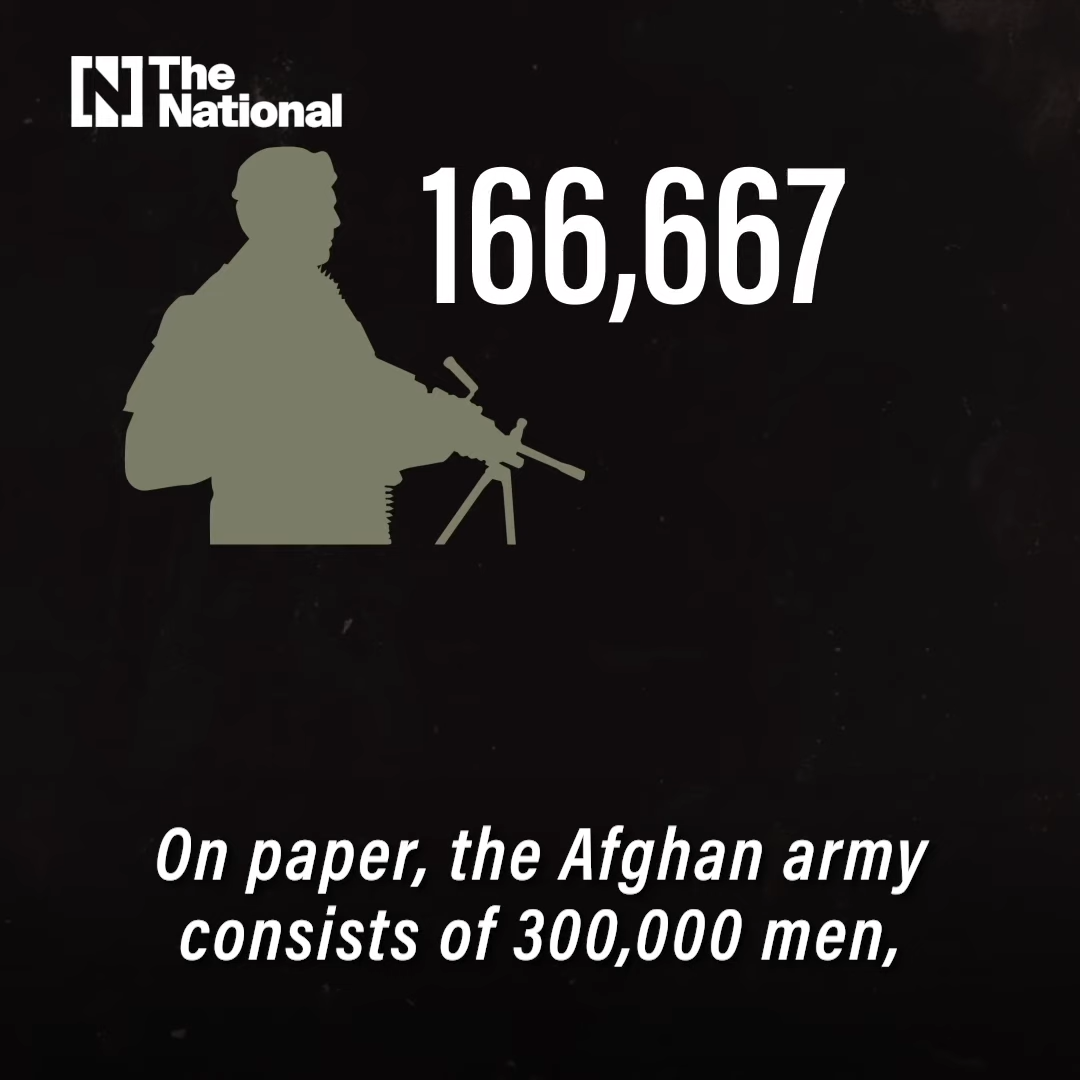 The
National
166,667
On paper, the Afghan army
consists of 300,000 men,